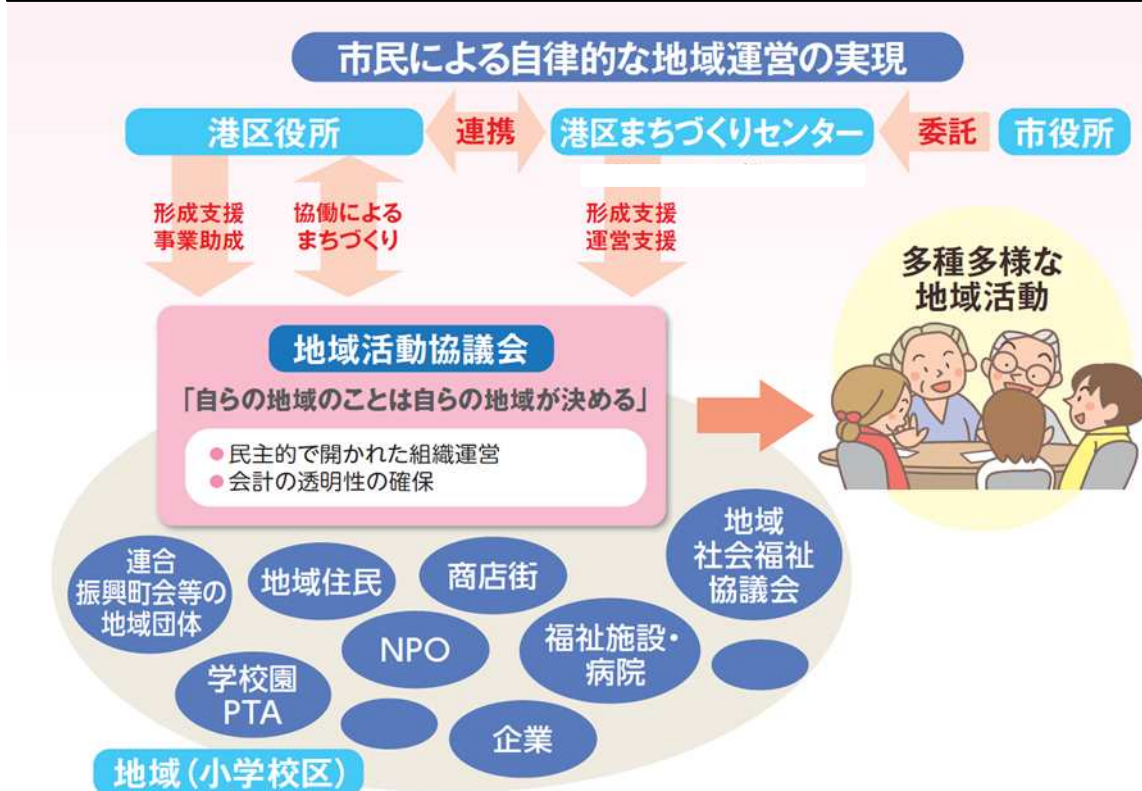 市民による自律的な地域運営の実現
港区役所
連携
港区まちづくりセンター
委託
市役所
形成支援
事業助成
協働による
まちづくり
形成支援
運営支援
多種多様な
地域活動
地域活動協議会
「自らの地域のことは自らの地域が決める」
●民主的で開かれた組織運営
●会計の透明性の確保
連合
振興町会等の
地域団体
地域住民
商店街
地域
社会福祉
協議会
NPO
福祉施設・
病院
学校園
PTA
企業
地域(小学校区)